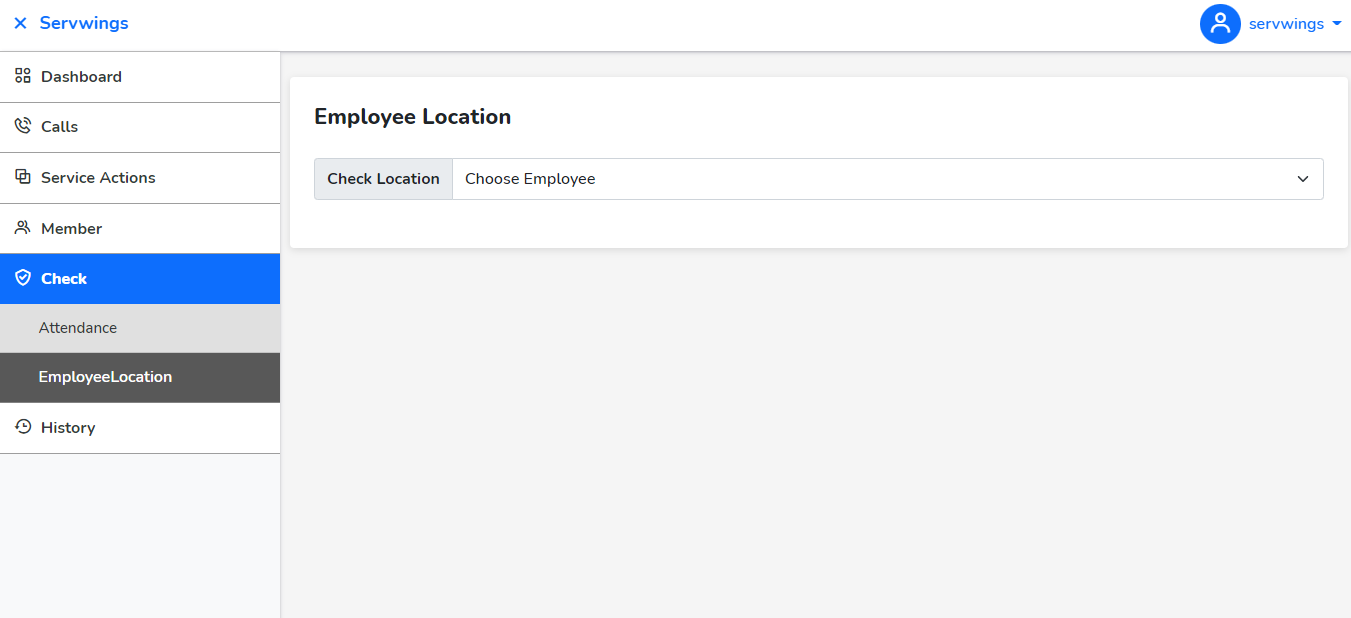 Servwings
servwings
Dashboard
Calls
Service Actions
Member
Check
Attendance
EmployeeLocation
History
Employee Location
Check Location Choose Employee